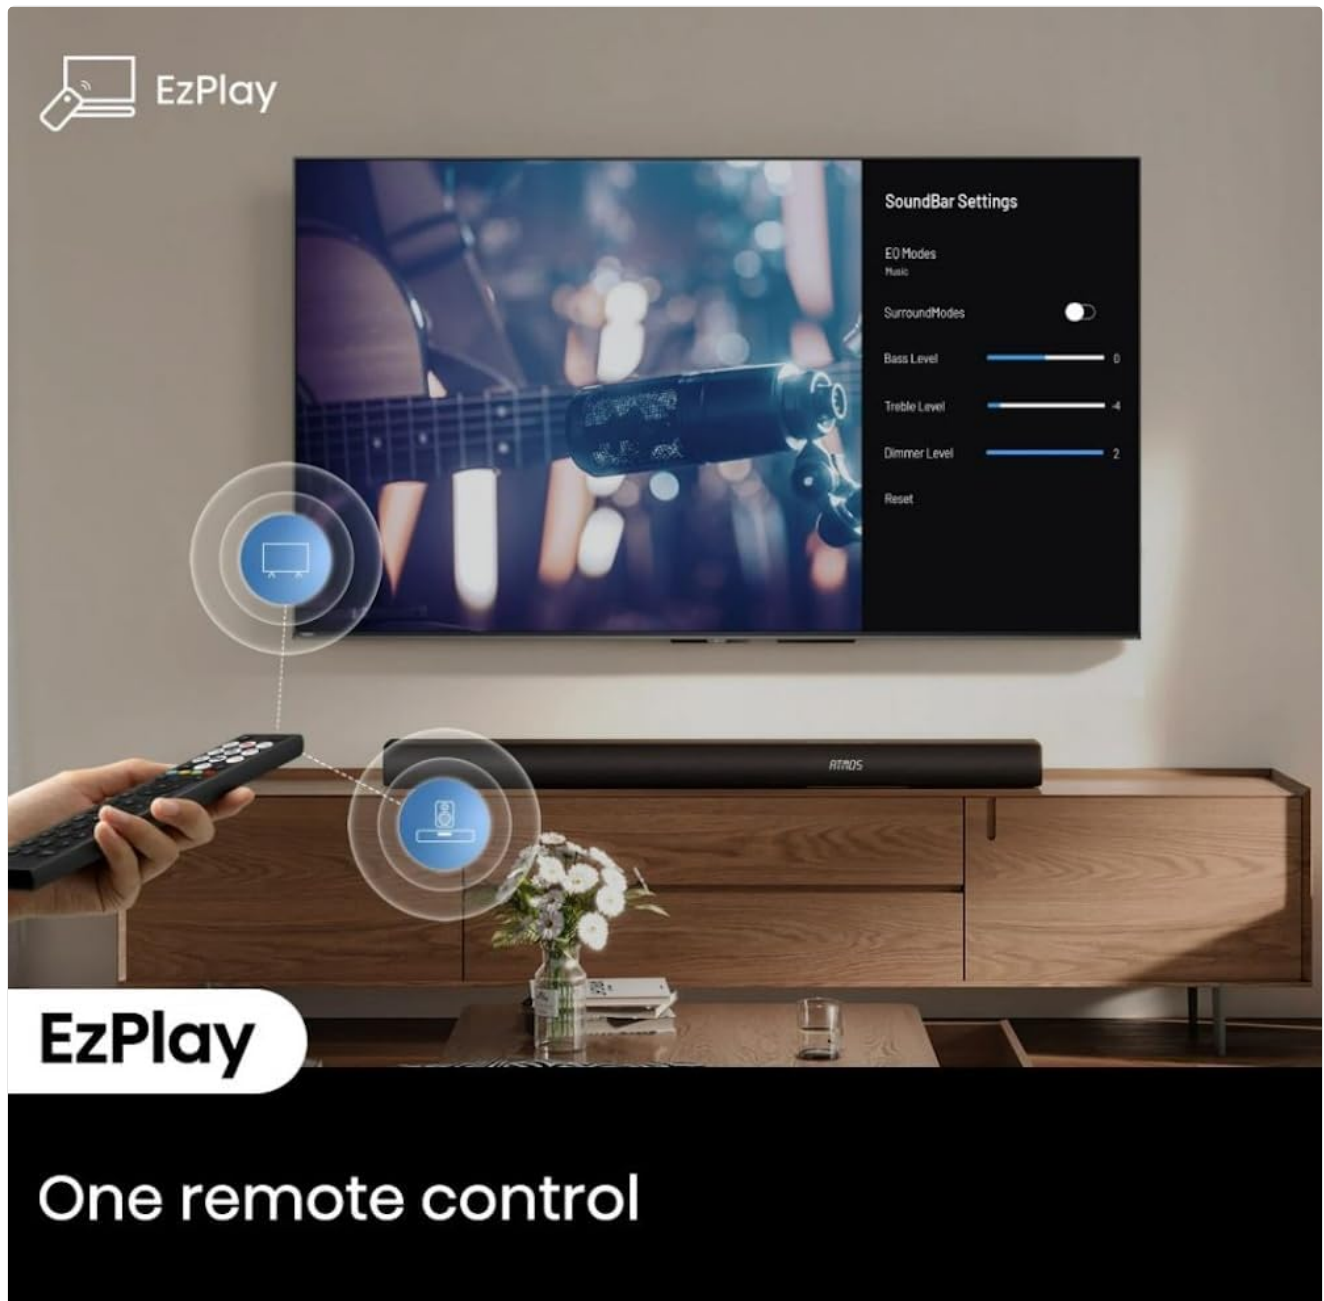 EzPlay
SoundBar Settings
EQ Modes
Music
SurroundModes
Bass Level 0
Treble Level -4
Dimmer Level 2
Reset
ATMOS
EzPlay
One remote control